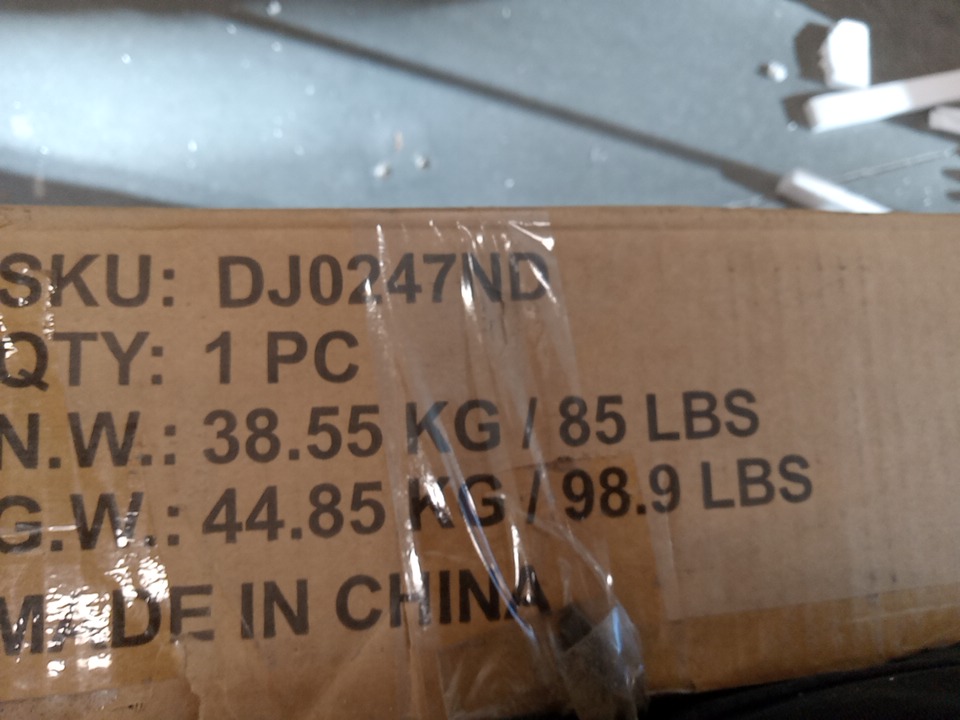 SKU: DJ0247ND
QTY: 1 PC
N.W.: 38.55 KG / 85 LBS
G.W.: 44.85 KG / 98.9 LBS
MADE IN CHINA